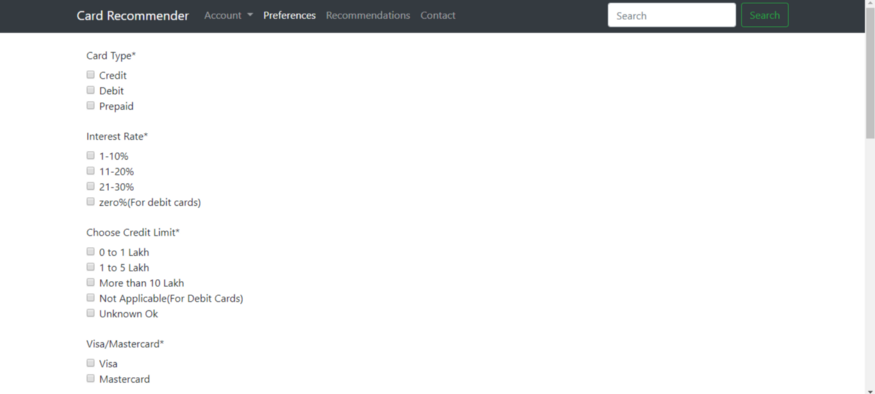 Card Recommender Account Preferences Recommendations Contact Search Search
Card Type*
Credit
Debit
Prepaid
Interest Rate*
1-10%
11-20%
21-30%
zero%(For debit cards)
Choose Credit Limit*
0 to 1 Lakh
1 to 5 Lakh
More than 10 Lakh
Not Applicable(For Debit Cards)
Unknown Ok
Visa/Mastercard*
Visa
Mastercard